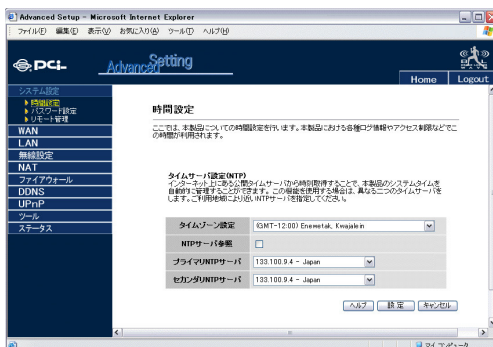 Advanced Setup - Microsoft Internet Explorer
ファイル(F) 編集(E) 表示(V) お気に入り(A) ツール(T) ヘルプ(H)
PCi
Advanced Setting
Home Logout
システム設定
時間設定
パスワード設定
リモート管理
WAN
LAN
無線設定
NAT
ファイアウォール
DDNS
UPnP
ツール
ステータス
時間設定
ここでは、本製品についての時間設定を行います。本製品における各種ログ情報やアクセス制限などでこ
の時間が利用されます。
タイムサーバ設定(NTP)
インターネット上にある公開タイムサーバから時刻取得することで、本製品のシステムタイムを
自動的に管理することができます。この機能を使用する場合は、異なる二つのタイムサーバを
します。ご利用地域により近いNTPサーバを指定してください。
タイムゾーン設定 (GMT-12:00) Enewetak, Kwajalein
NTPサーバ参照
プライマリNTPサーバ 133.100.9.4 - Japan
セカンダリNTPサーバ 133.100.9.4 - Japan
ヘルプ 設定 キャンセル
マイ コンピュータ